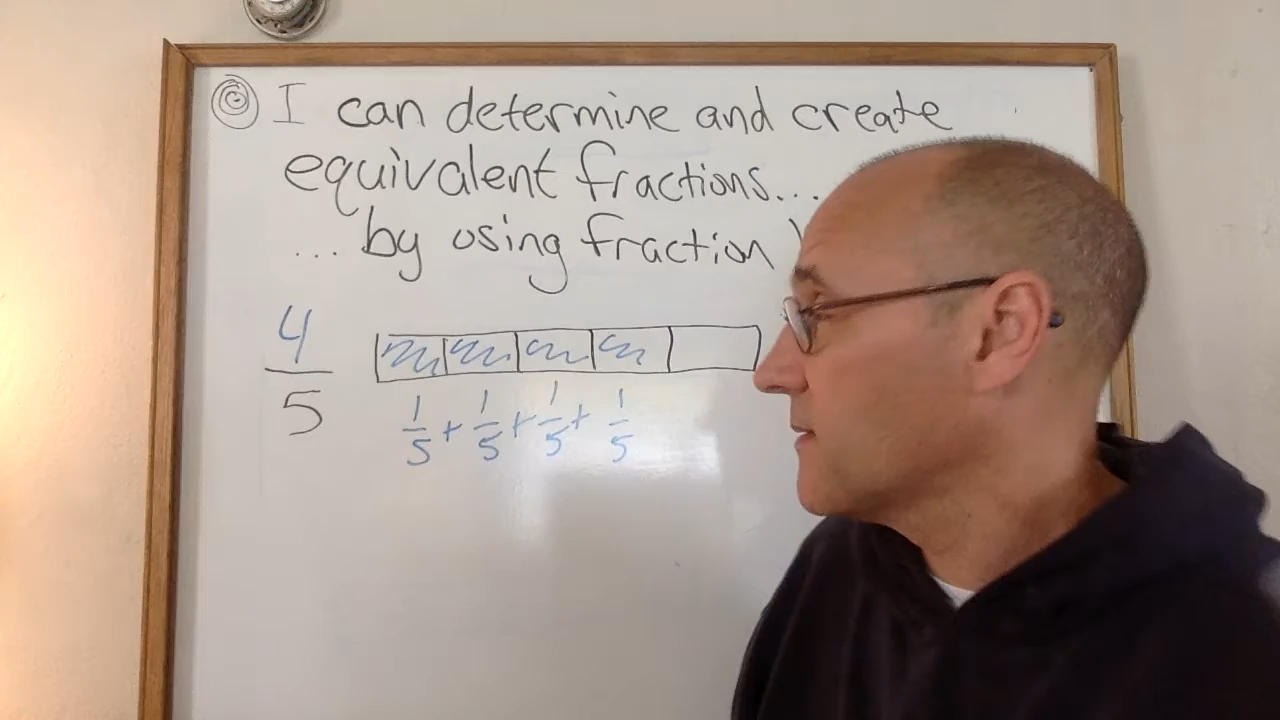 I can determine and create
equivalent fractions...
... by using fraction
4/5
1/5 + 1/5 + 1/5 + 1/5